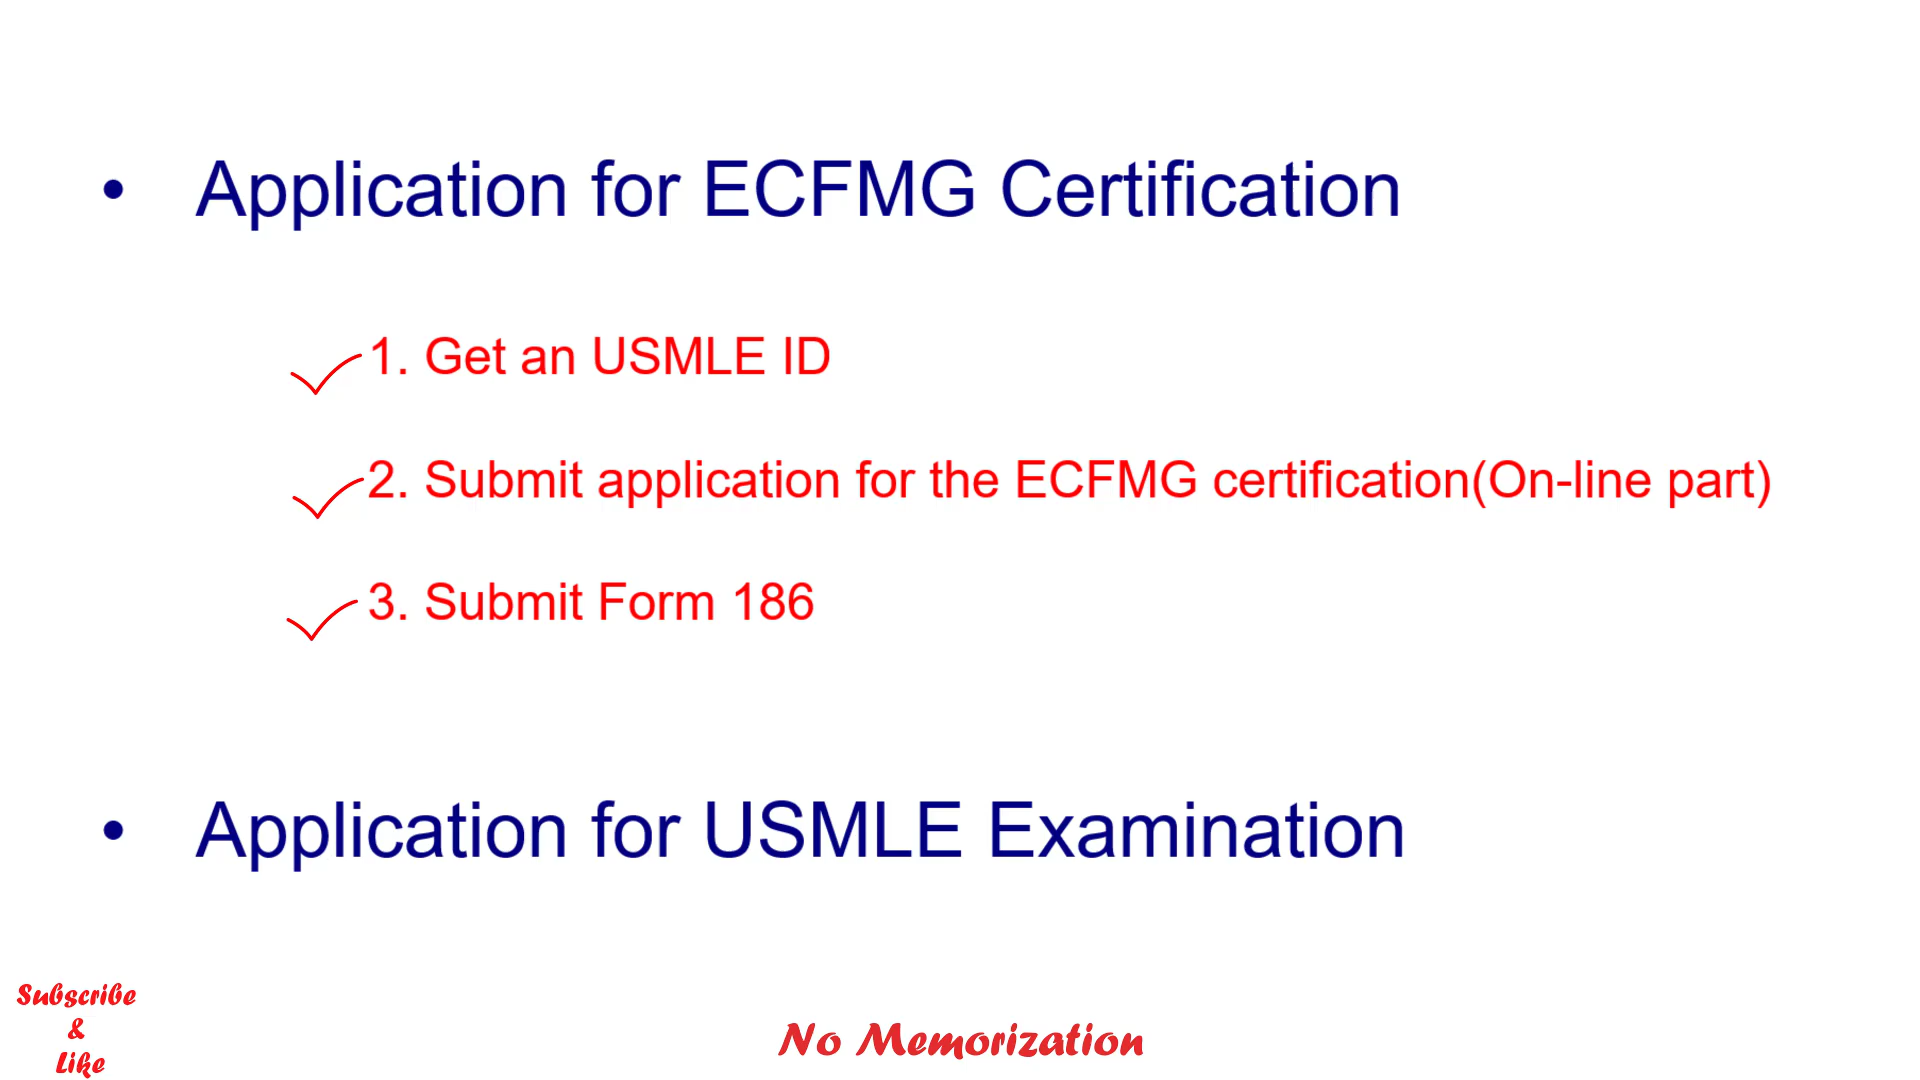 • Application for ECFMG Certification
1. Get an USMLE ID
2. Submit application for the ECFMG certification(On-line part)
3. Submit Form 186
• Application for USMLE Examination
Subscribe
&
Like
No Memorization